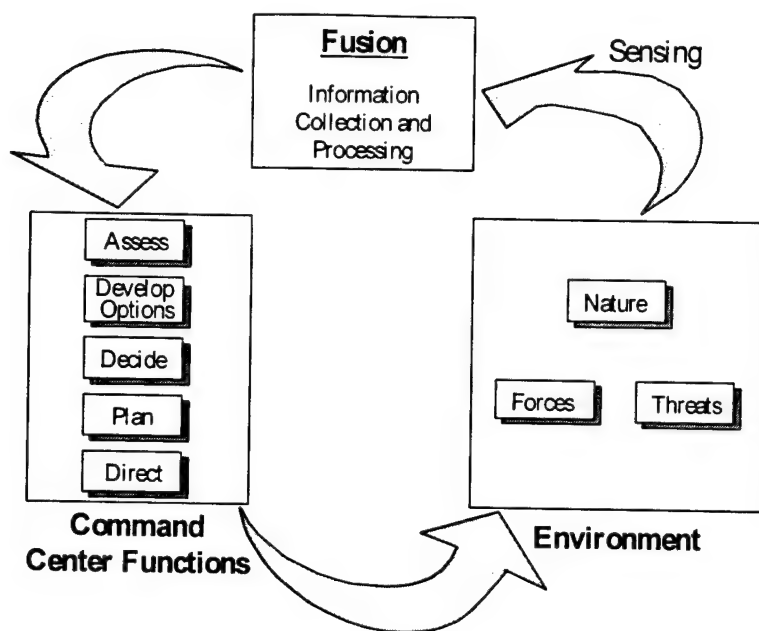 Fusion
Information
Collection and
Processing
Sensing
Assess
Develop
Options
Decide
Plan
Direct
Command
Center Functions
Nature
Forces
Threats
Environment